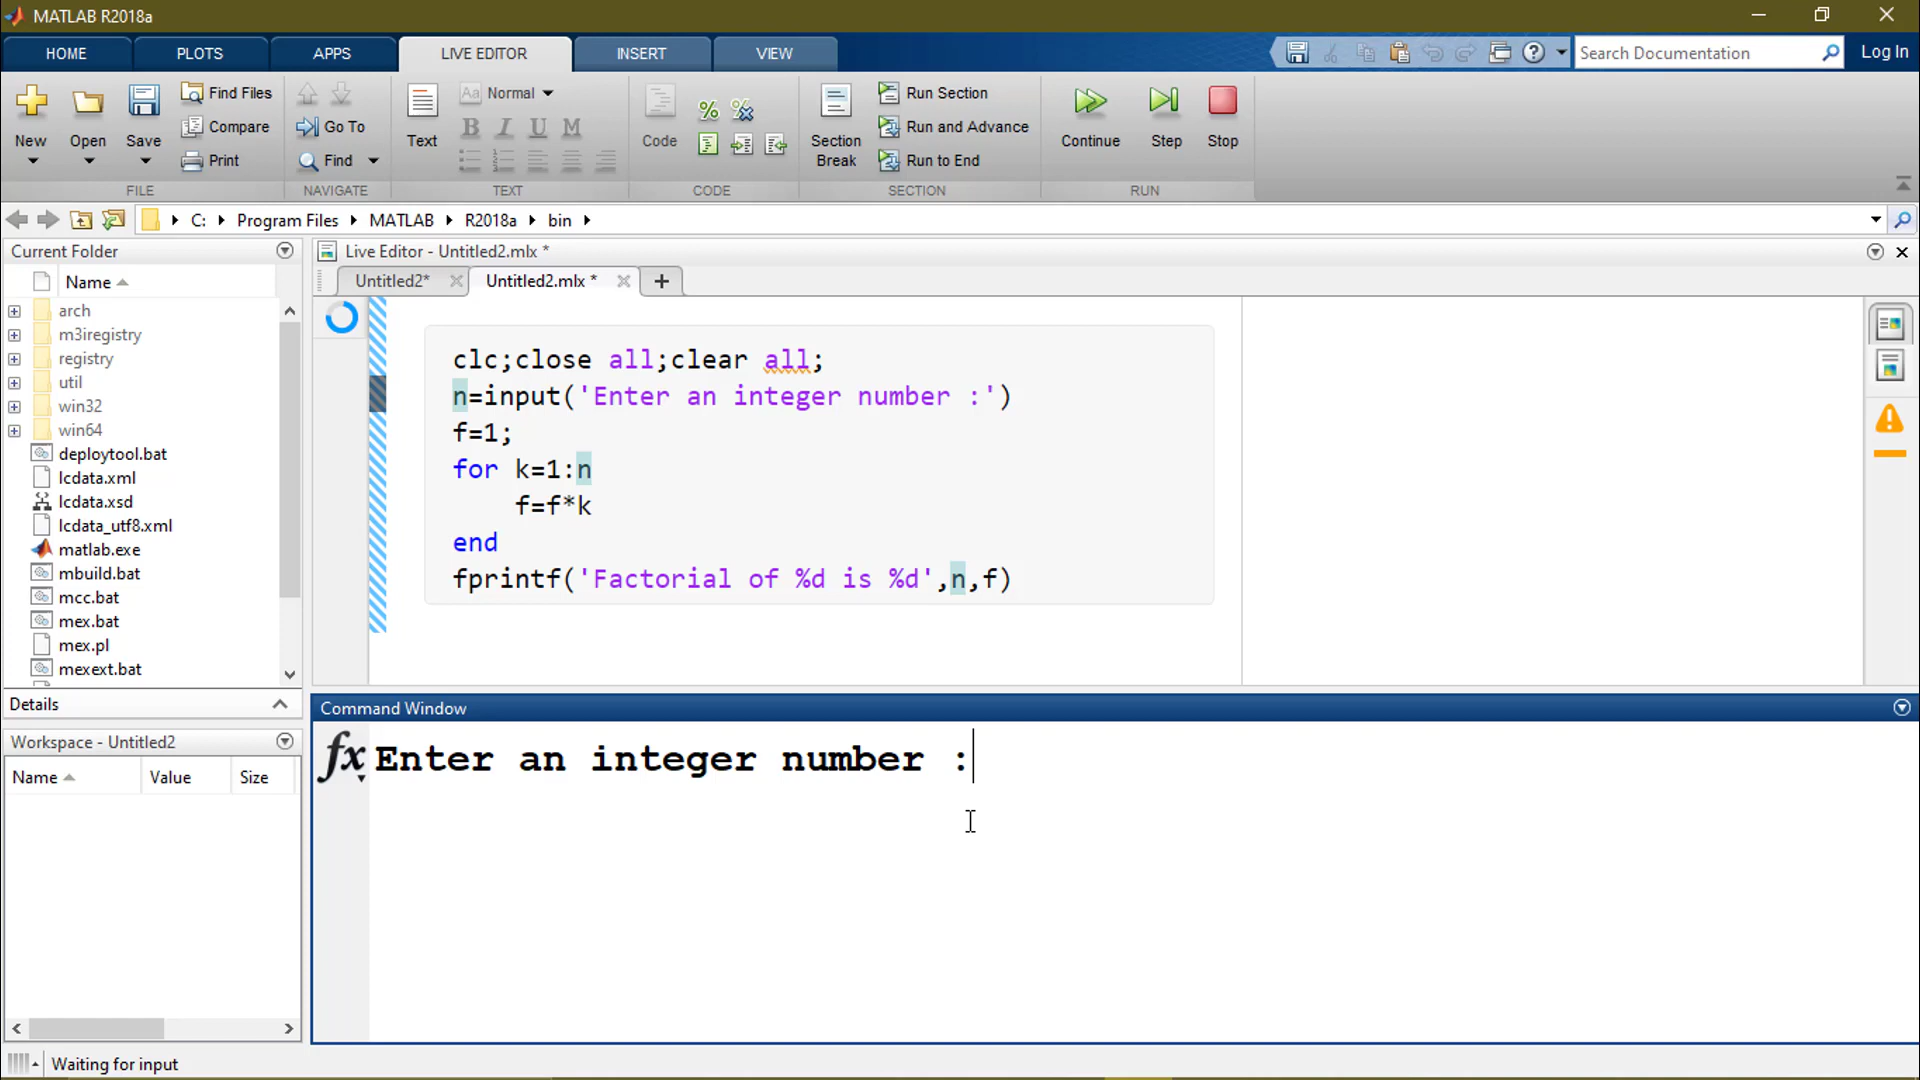 MATLAB R2018a
HOME PLOTS APPS LIVE EDITOR INSERT VIEW Search Documentation Log In
New Open Save Find Files Compare Print
Go To Find
Text Aa Normal B I U M
Code
Section Break Run Section Run and Advance Run to End
Continue Step Stop
FILE NAVIGATE TEXT CODE SECTION RUN
C: Program Files MATLAB R2018a bin
Current Folder
Name
arch
m3iregistry
registry
util
win32
win64
deploytool.bat
lcdata.xml
lcdata.xsd
lcdata_utf8.xml
matlab.exe
mbuild.bat
mcc.bat
mex.bat
mex.pl
mexext.bat
Details
Workspace - Untitled2
Name Value Size
Live Editor - Untitled2.mlx *
Untitled2* Untitled2.mlx *
clc;close all;clear all;
n=input('Enter an integer number :')
f=1;
for k=1:n
f=f*k
end
fprintf('Factorial of %d is %d',n,f)
Command Window
fx Enter an integer number :
Waiting for input